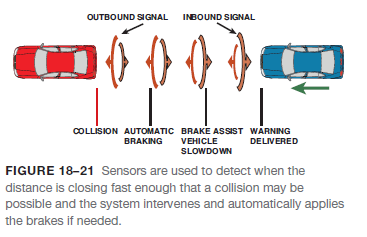 OUTBOUND SIGNAL INBOUND SIGNAL
COLLISION AUTOMATIC BRAKING BRAKE ASSIST VEHICLE SLOWDOWN WARNING DELIVERED
FIGURE 18–21 Sensors are used to detect when the
distance is closing fast enough that a collision may be
possible and the system intervenes and automatically applies
the brakes if needed.